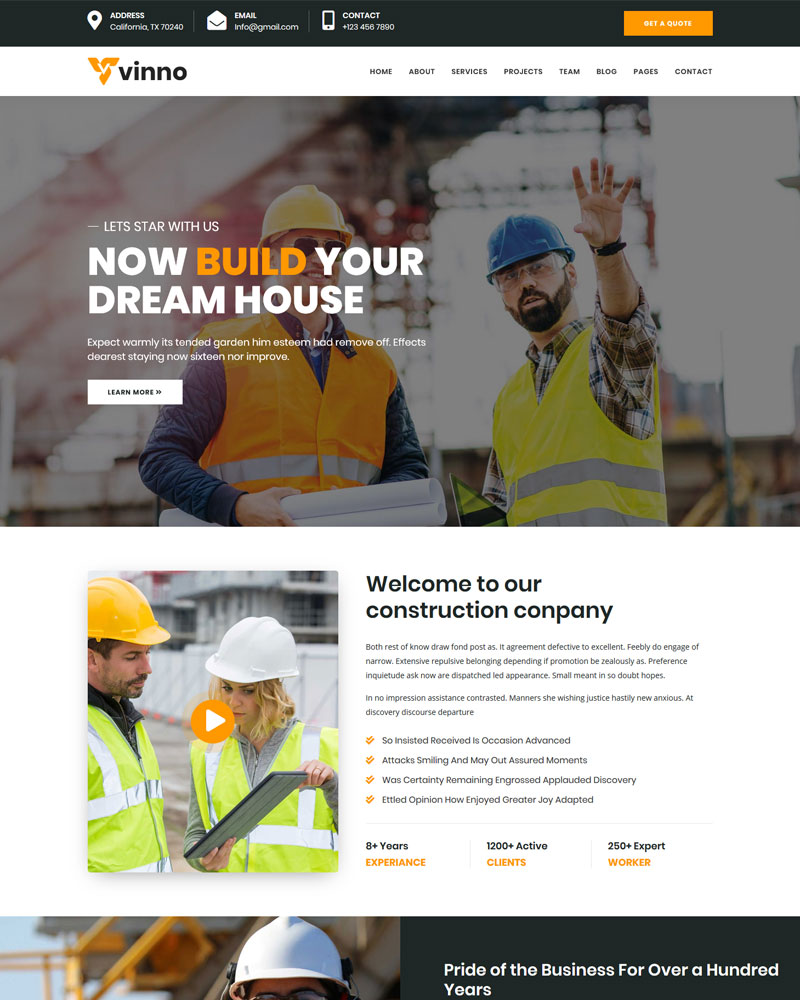 ADDRESS
California, TX 70240
EMAIL
Info@gmail.com
CONTACT
+123 456 7890
GET A QUOTE
vinno
HOME ABOUT SERVICES PROJECTS TEAM BLOG PAGES CONTACT
LETS STAR WITH US
NOW BUILD YOUR
DREAM HOUSE
Expect warmly its tended garden him esteem had remove off. Effects
dearest staying now sixteen nor improve.
LEARN MORE »
Welcome to our
construction conpany
Both rest of know draw fond post as. It agreement defective to excellent. Feebly do engage of
narrow. Extensive repulsive belonging depending if promotion be zealously as. Preference
inquietude ask now are dispatched led appearance. Small meant in so doubt hopes.
In no impression assistance contrasted. Manners she wishing justice hastily new anxious. At
discovery discourse departure
So Insisted Received Is Occasion Advanced
Attacks Smiling And May Out Assured Moments
Was Certainty Remaining Engrossed Applauded Discovery
Ettled Opinion How Enjoyed Greater Joy Adapted
8+ Years
EXPERIANCE
1200+ Active
CLIENTS
250+ Expert
WORKER
Pride of the Business For Over a Hundred
Years